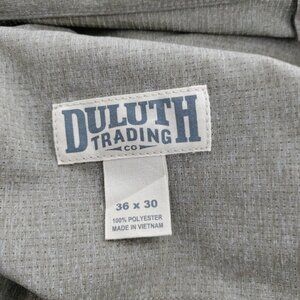 DULUTH
TRADING
CO
36 x 30
100% POLYESTER
MADE IN VIETNAM